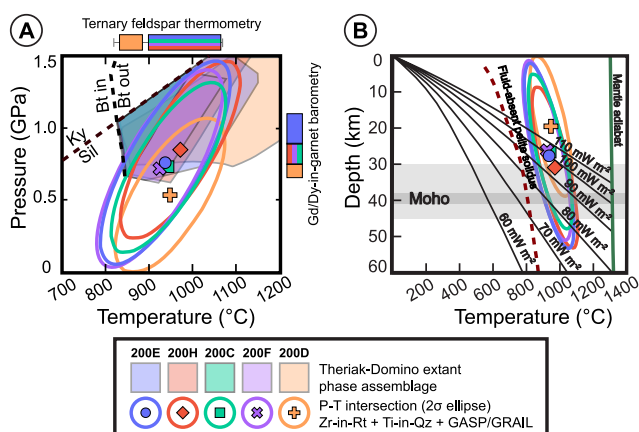 Ternary feldspar thermometry
A
B
1.5
1.0
0.5
0
Pressure (GPa)
Bt in
Bt out
Ky
Sil
700
800
900
1000
1200
Temperature (°C)
Gd/Dy-in-garnet barometry
0
10
20
30
40
50
60
Depth (km)
Fluid-absent pelite solidus
Mantle adiabat
110 mW m⁻²
100 mW m⁻²
90 mW m⁻²
80 mW m⁻²
70 mW m⁻²
60 mW m⁻²
Moho
200
400
600
800
1000
1200
1400
Temperature (°C)
200E 200H 200C 200F 200D
Theriak-Domino extant
phase assemblage
P-T intersection (2σ ellipse)
Zr-in-Rt + Ti-in-Qz + GASP/GRAIL